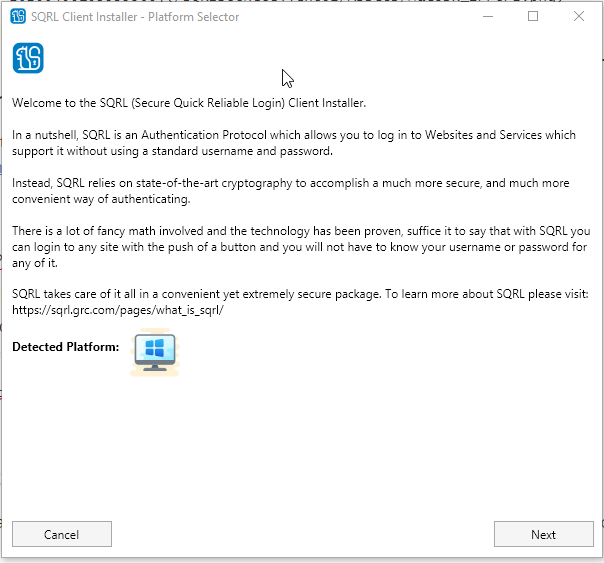 SQRL Client Installer - Platform Selector
Welcome to the SQRL (Secure Quick Reliable Login) Client Installer.
In a nutshell, SQRL is an Authentication Protocol which allows you to log in to Websites and Services which
support it without using a standard username and password.
Instead, SQRL relies on state-of-the-art cryptography to accomplish a much more secure, and much more
convenient way of authenticating.
There is a lot of fancy math involved and the technology has been proven, suffice it to say that with SQRL you
can login to any site with the push of a button and you will not have to know your username or password for
any of it.
SQRL takes care of it all in a convenient yet extremely secure package. To learn more about SQRL please visit:
https://sqrl.grc.com/pages/what_is_sqrl/
Detected Platform:
Cancel
Next